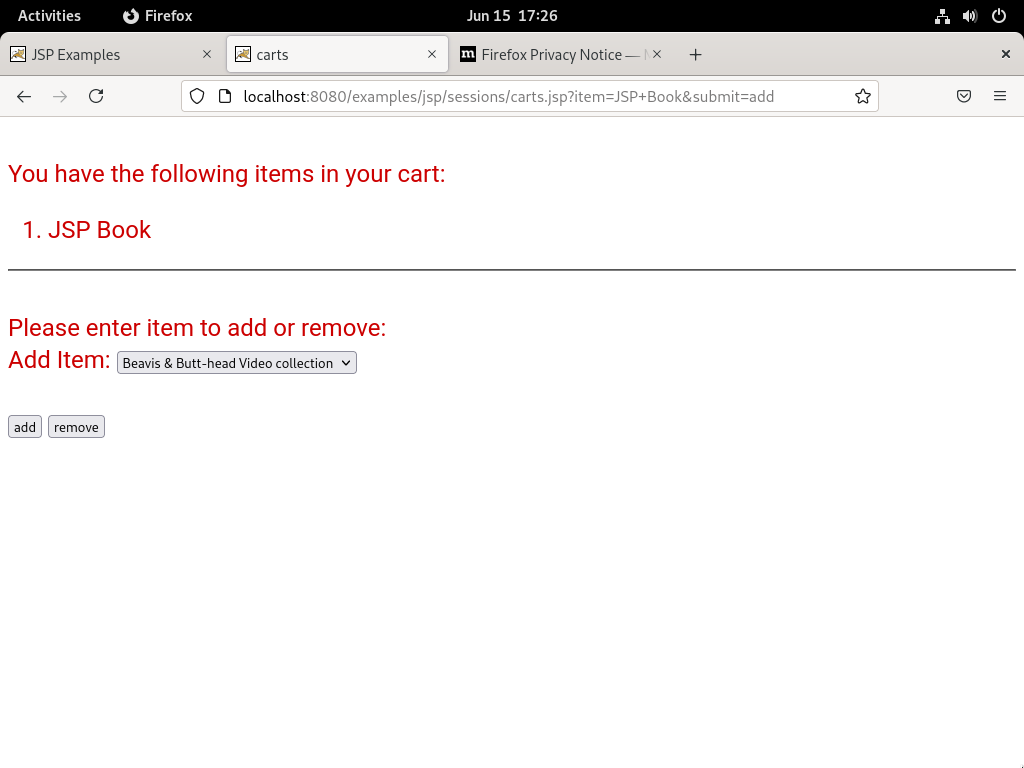 Activities
Firefox
Jun 15 17:26
JSP Examples
carts
m Firefox Privacy Notice —
localhost:8080/examples/jsp/sessions/carts.jsp?item=JSP+Book&submit=add
You have the following items in your cart:
1. JSP Book
Please enter item to add or remove:
Add Item: Beavis & Butt-head Video collection
add remove